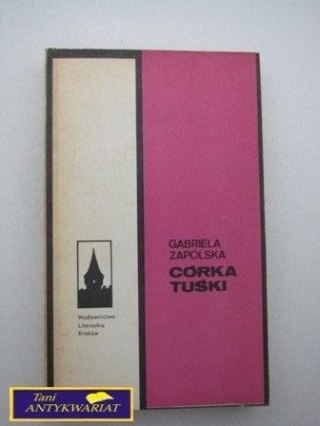 GABRIELA
ZAPOLSKA
CÓRKA
TUŚKI
Wydawnictwo
Literackie
Kraków
Tani
ANTYKWARIAT